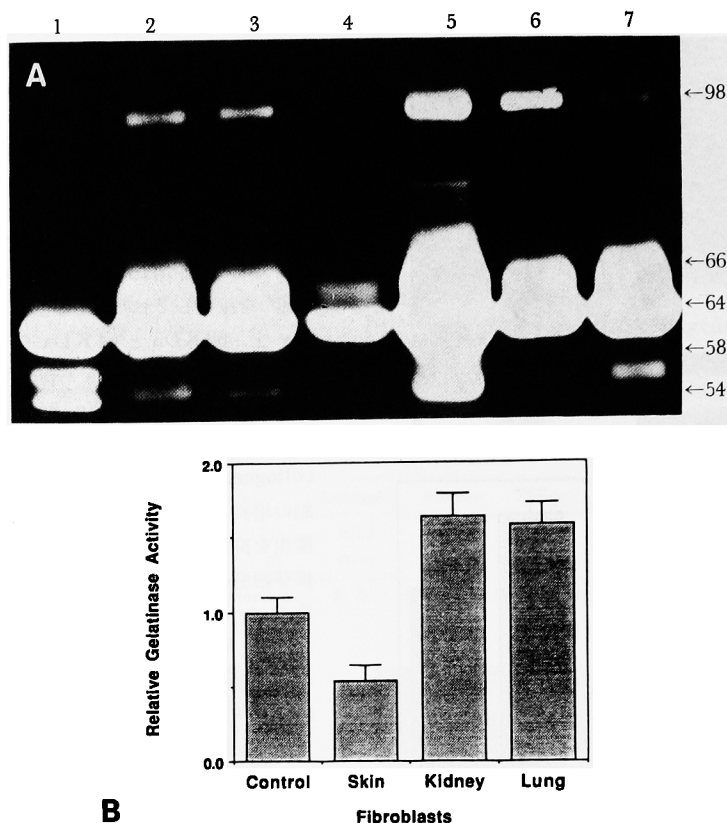 1 2 3 4 5 6 7
A
←98
←66
←64
←58
←54
2.0
1.0
0.0
Relative Gelatinase Activity
Control Skin Kidney Lung
B
Fibroblasts